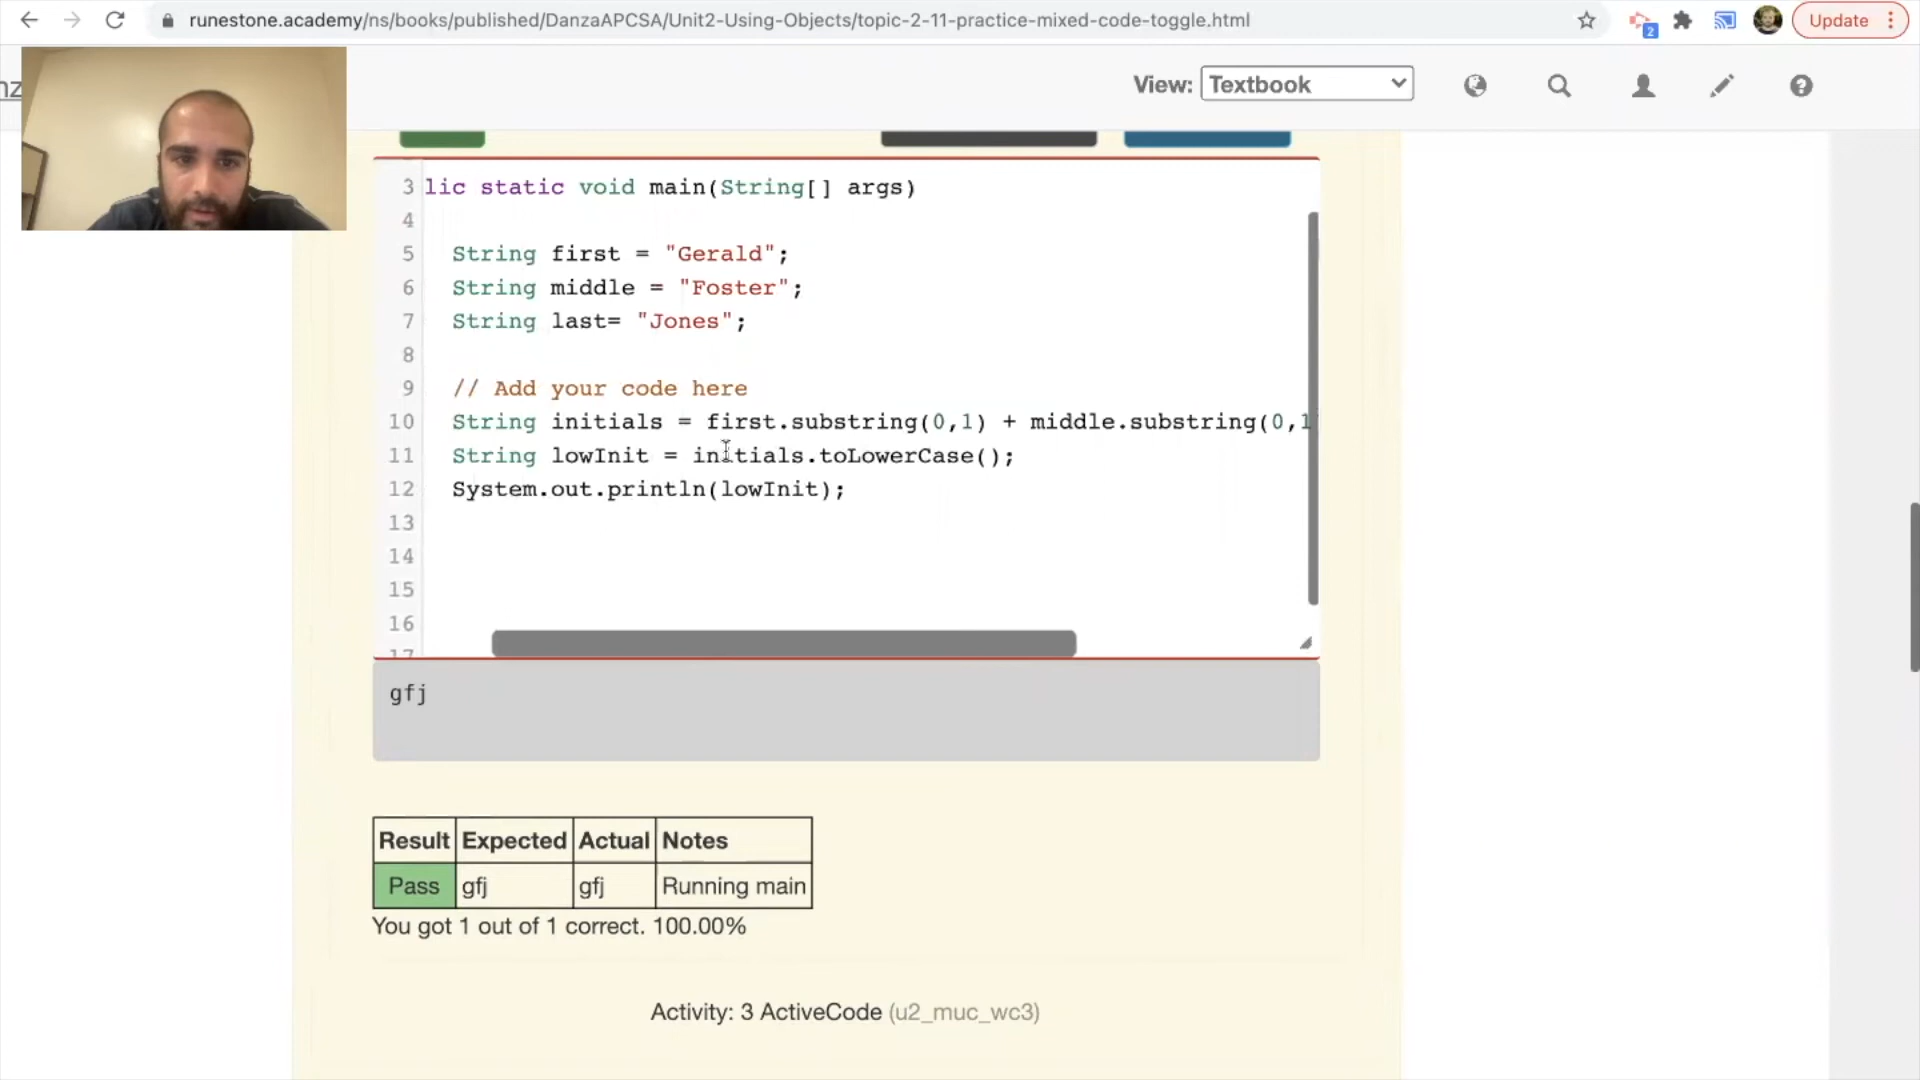 runestone.academy/ns/books/published/DanzaAPCSA/Unit2-Using-Objects/topic-2-11-practice-mixed-code-toggle.html
2
Update
nz
View: Textbook
3 lic static void main(String[] args)
4
5 String first = "Gerald";
6 String middle = "Foster";
7 String last= "Jones";
8
9 // Add your code here
10 String initials = first.substring(0,1) + middle.substring(0,1
11 String lowInit = initials.toLowerCase();
12 System.out.println(lowInit);
13
14
15
16
17
gfj
Result Expected Actual Notes
Pass gfj gfj Running main
You got 1 out of 1 correct. 100.00%
Activity: 3 ActiveCode (u2_muc_wc3)